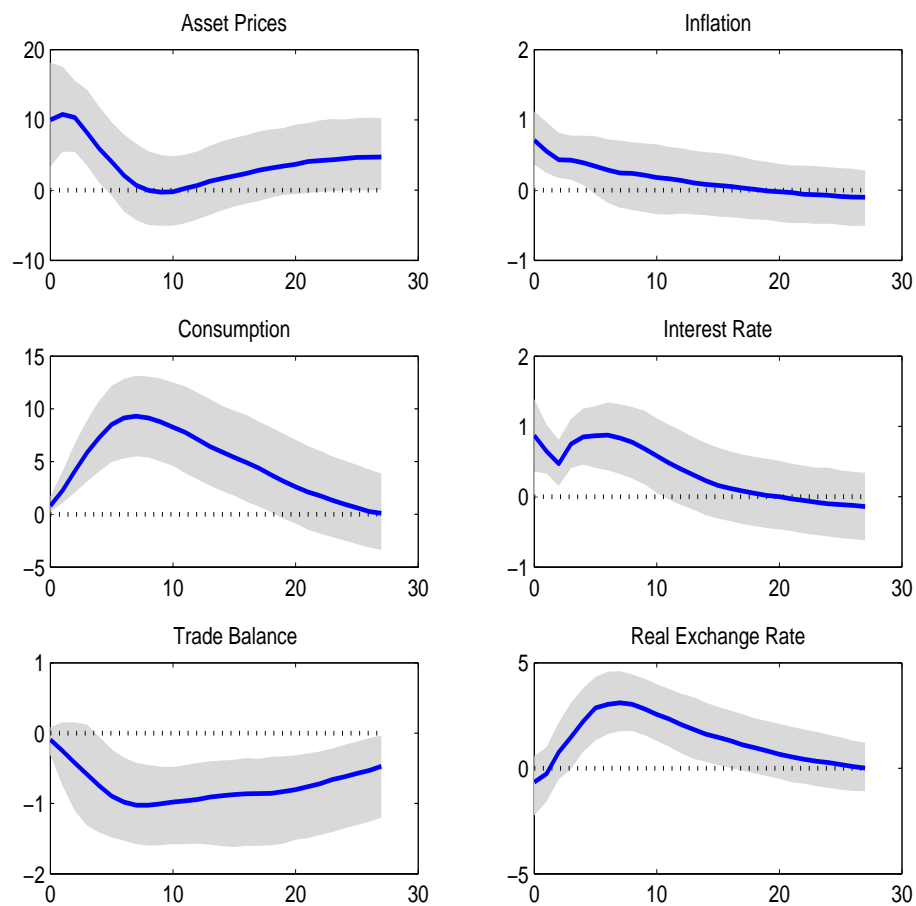 Asset Prices
20
10
0
−10
0 10 20 30
Inflation
2
1
0
−1
0 10 20 30
Consumption
15
10
5
0
−5
0 10 20 30
Interest Rate
2
1
0
−1
0 10 20 30
Trade Balance
1
0
−1
−2
0 10 20 30
Real Exchange Rate
5
0
−5
0 10 20 30